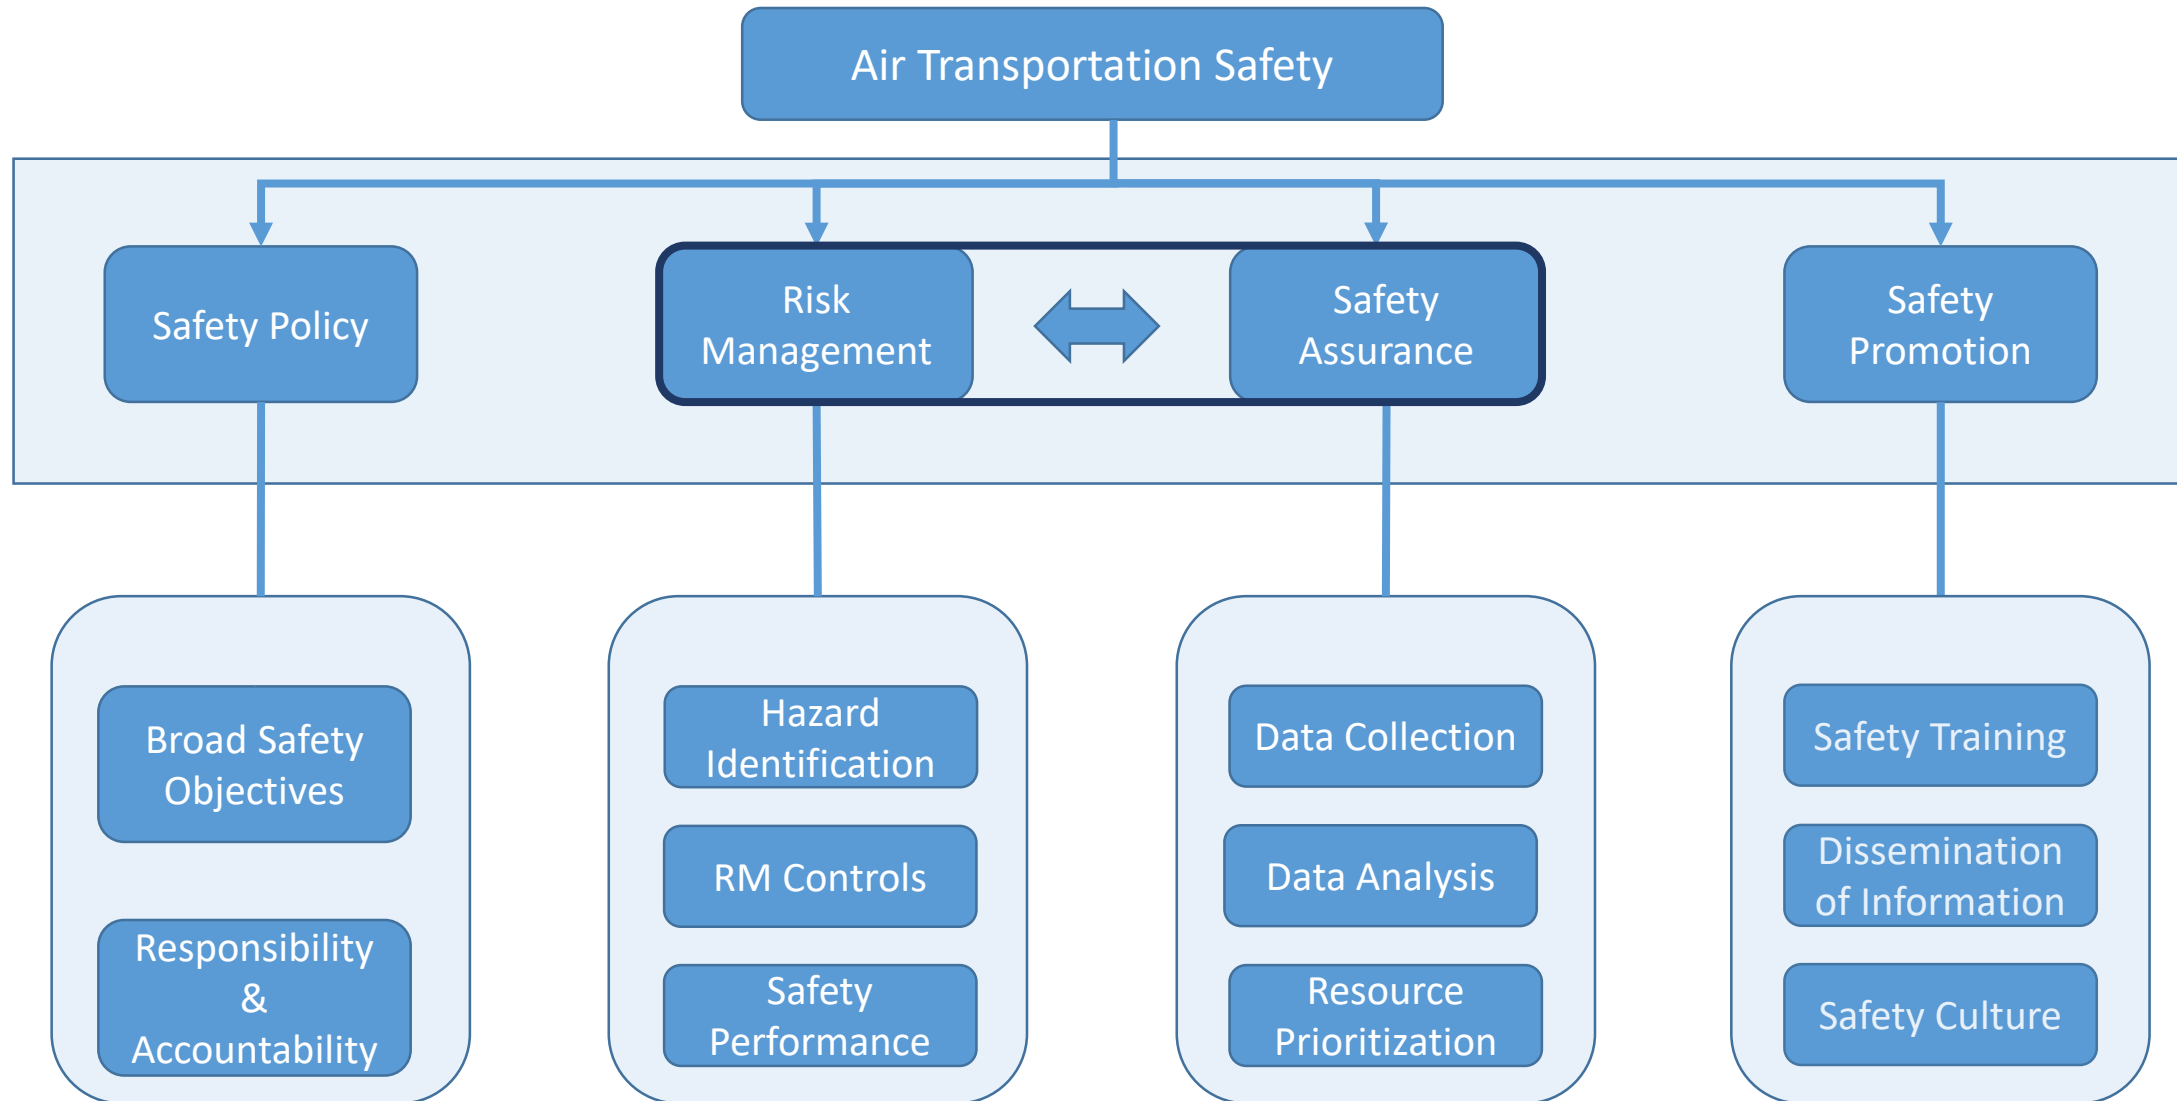 Air Transportation Safety
Safety Policy
Risk
Management
Safety
Assurance
Safety
Promotion
Broad Safety
Objectives
Responsibility
&
Accountability
Hazard
Identification
RM Controls
Safety
Performance
Data Collection
Data Analysis
Resource
Prioritization
Safety Training
Dissemination
of Information
Safety Culture